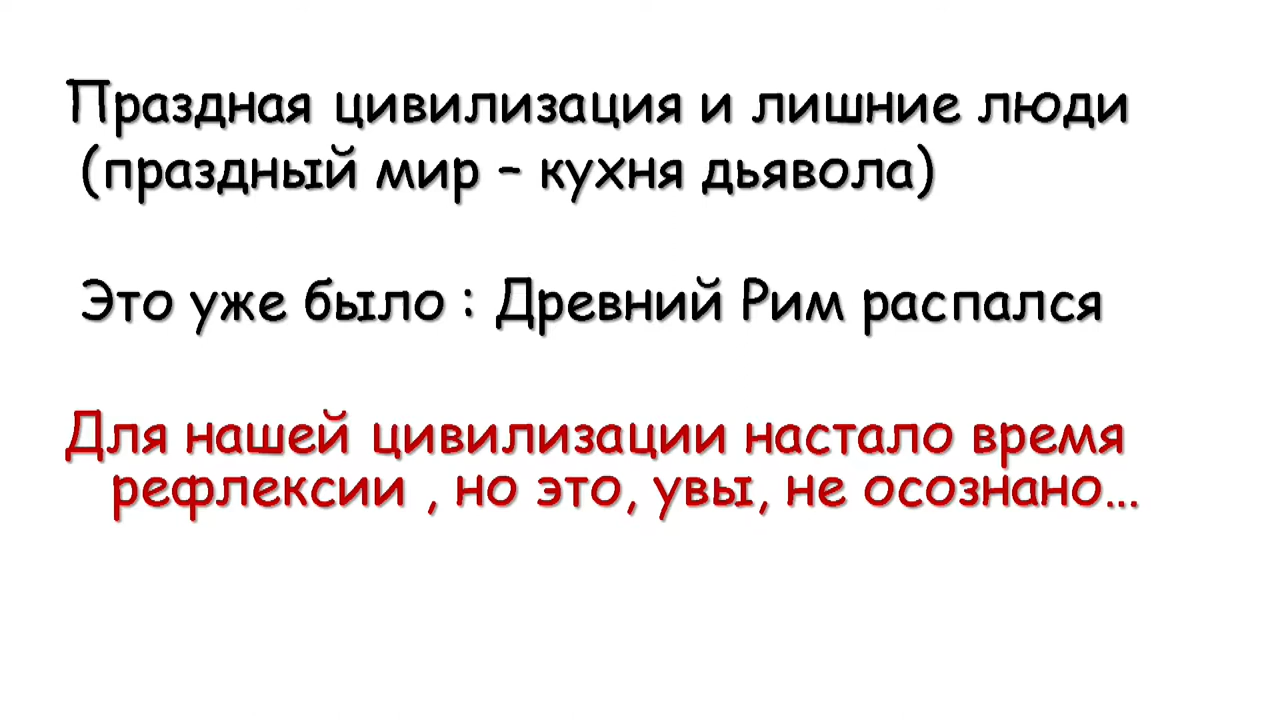 Праздная цивилизация и лишние люди
(праздный мир – кухня дьявола)
Это уже было : Древний Рим распался
Для нашей цивилизации настало время
рефлексии , но это, увы, не осознано...